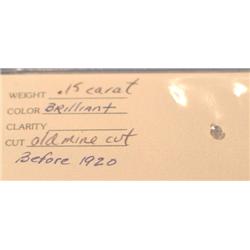 WEIGHT .15 carat
COLOR Brilliant
CLARITY
CUT old mine cut
Before 1920